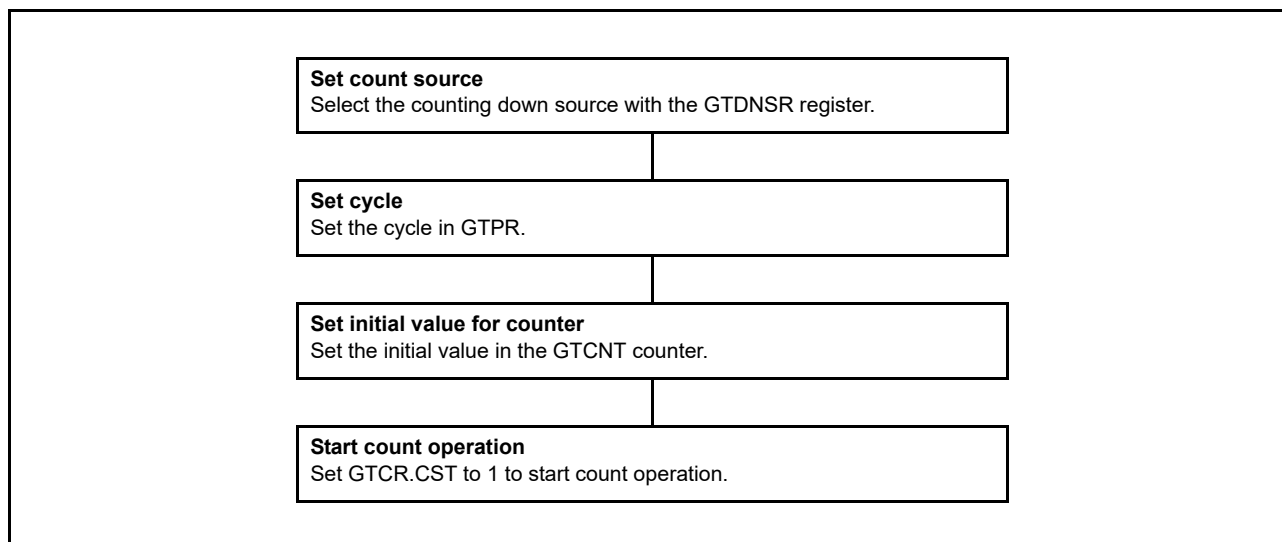 Set count source
Select the counting down source with the GTDNSR register.
Set cycle
Set the cycle in GTPR.
Set initial value for counter
Set the initial value in the GTCNT counter.
Start count operation
Set GTCR.CST to 1 to start count operation.